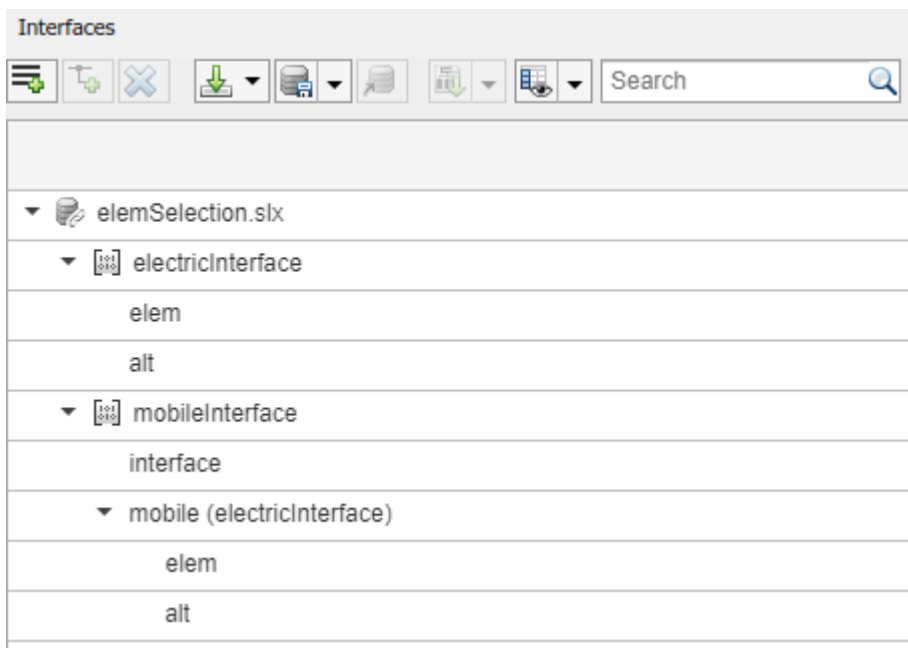 Interfaces
Search
elemSelection.slx
electricInterface
elem
alt
mobileInterface
interface
mobile (electricInterface)
elem
alt